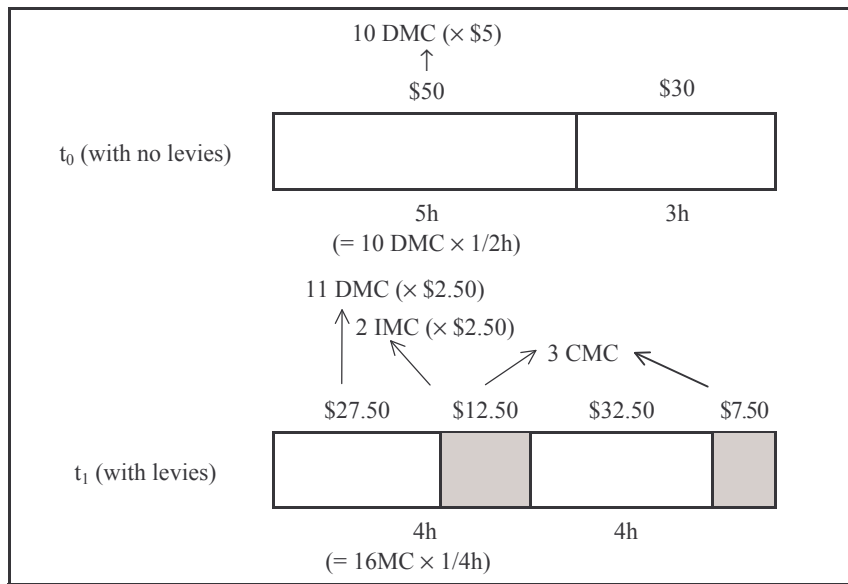 10 DMC (× $5)
↑
$50 $30
t₀ (with no levies)
5h 3h
(= 10 DMC × 1/2h)
11 DMC (× $2.50)
2 IMC (× $2.50)
3 CMC
$27.50 $12.50 $32.50 $7.50
t₁ (with levies)
4h 4h
(= 16MC × 1/4h)